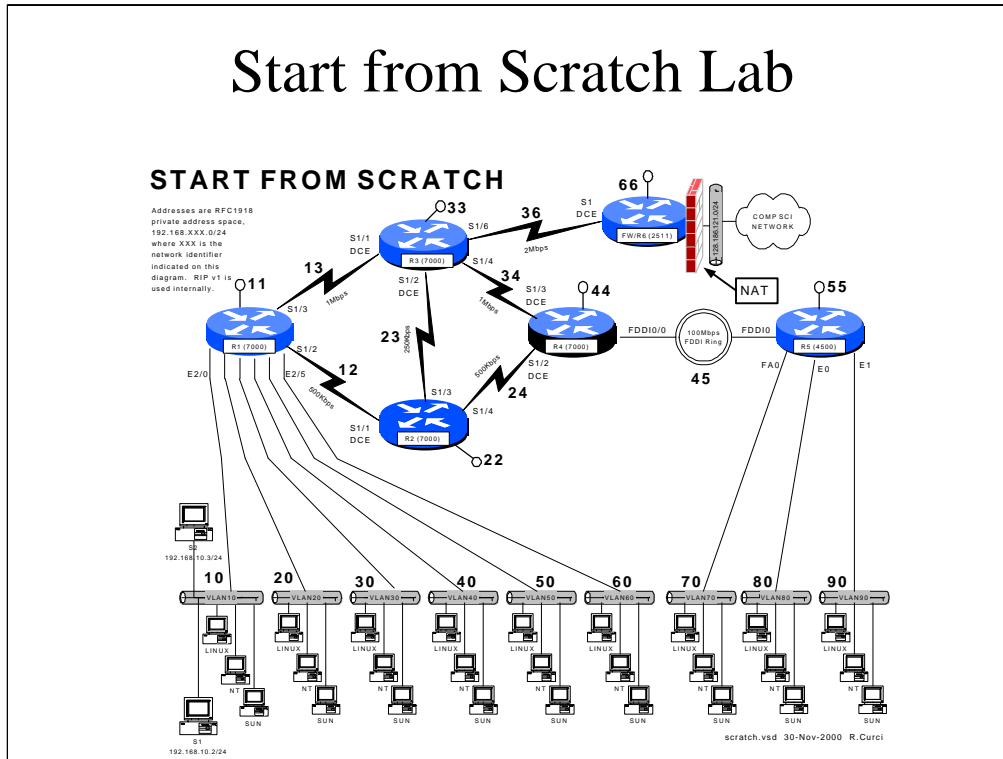 Start from Scratch Lab
START FROM SCRATCH
Addresses are RFC1918
private address space,
192.168.XXX.0/24
where XXX is the
network identifier
indicated on this
diagram. RIP v1 is
used internally.
66
33
36
S1
DCE
FW/R6 (2511)
128.186.121.0/24
COMPSCI
NETWORK
S1/6
2Mbps
S1/1
DCE
R3 (7000)
S1/4
NAT
13
1Mbps
S1/2
DCE
34
1Mbps
S1/3
DCE
44
55
11
S1/3
R1 (7000)
S1/2
23
250Kbps
R4 (7000)
FDDI0/0
100Mbps
FDDI Ring
FDDI0
R5 (4500)
45
E2/0
E2/5
12
500Kbps
500Kbps
24
S1/2
DCE
FA0
E0
E1
S1/3
S1/4
S1/1
DCE
R2 (7000)
22
S2
192.168.10.3/24
10
20
30
40
50
60
70
80
90
VLAN10
VLAN20
VLAN30
VLAN40
VLAN50
VLAN60
VLAN70
VLAN80
VLAN90
LINUX
LINUX
LINUX
LINUX
LINUX
LINUX
LINUX
LINUX
LINUX
NT
NT
NT
NT
NT
NT
NT
NT
NT
SUN
SUN
SUN
SUN
SUN
SUN
SUN
SUN
SUN
S1
192.168.10.2/24
scratch.vsd 30-Nov-2000 R.Curci